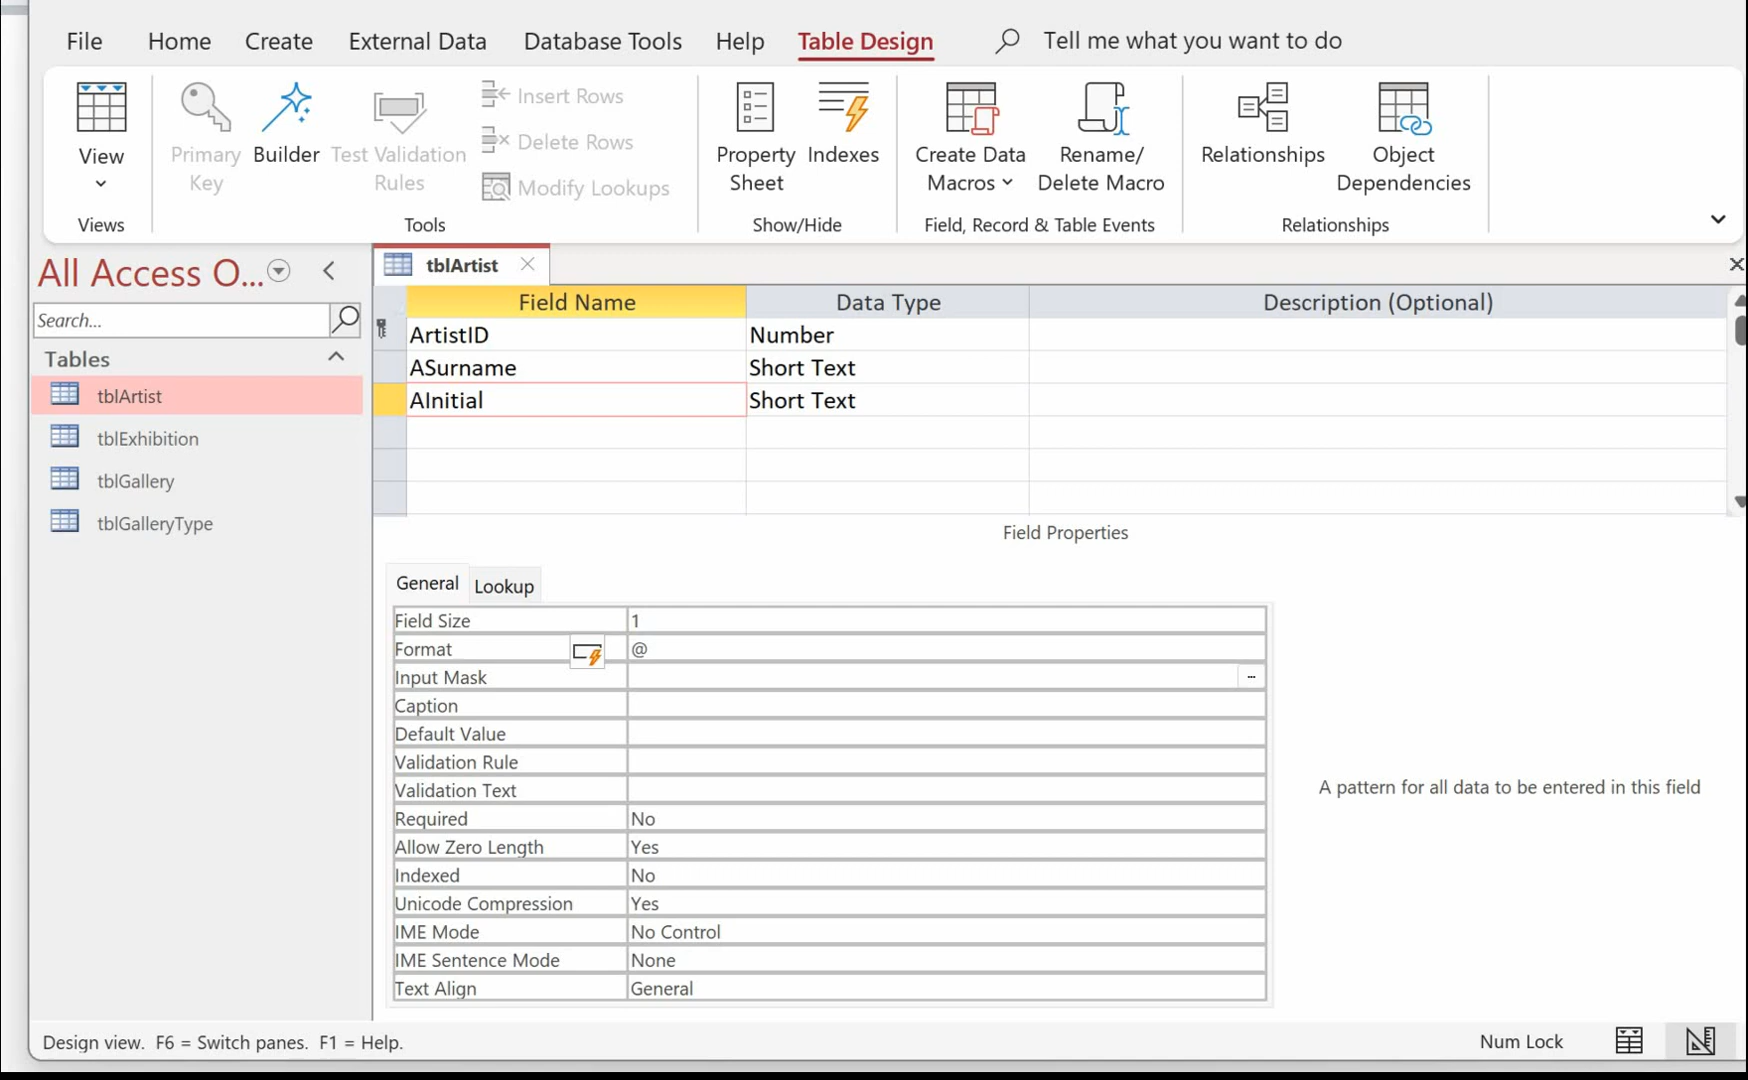 File Home Create External Data Database Tools Help Table Design Tell me what you want to do
View
Views
Primary Key
Builder
Test Validation Rules
Insert Rows
Delete Rows
Modify Lookups
Tools
Property Sheet
Indexes
Show/Hide
Create Data Macros
Rename/ Delete Macro
Field, Record & Table Events
Relationships
Object Dependencies
Relationships
All Access O...
Search...
Tables
tblArtist
tblExhibition
tblGallery
tblGalleryType
tblArtist
Field Name Data Type Description (Optional)
ArtistID Number
ASurname Short Text
AInitial Short Text
Field Properties
General Lookup
Field Size 1
Format @
Input Mask ...
Caption
Default Value
Validation Rule
Validation Text
Required No
Allow Zero Length Yes
Indexed No
Unicode Compression Yes
IME Mode No Control
IME Sentence Mode None
Text Align General
A pattern for all data to be entered in this field
Design view. F6 = Switch panes. F1 = Help. Num Lock